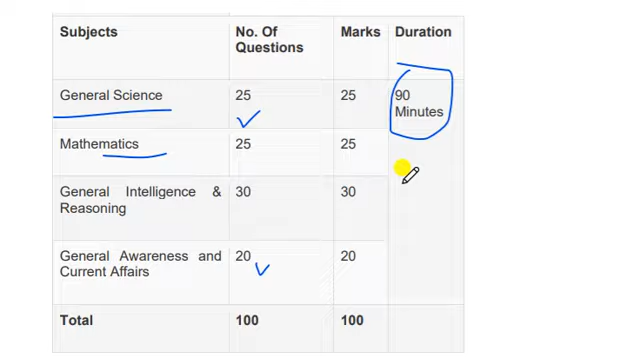 Subjects No. Of Questions Marks Duration
General Science 25 25 90 Minutes
Mathematics 25 25
General Intelligence & Reasoning 30 30
General Awareness and Current Affairs 20 20
Total 100 100